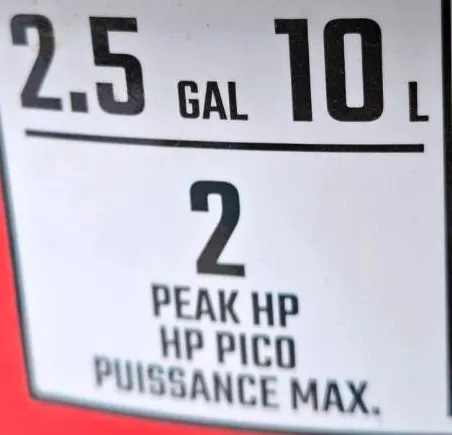 2.5 GAL 10 L
2
PEAK HP
HP PICO
PUISSANCE MAX.